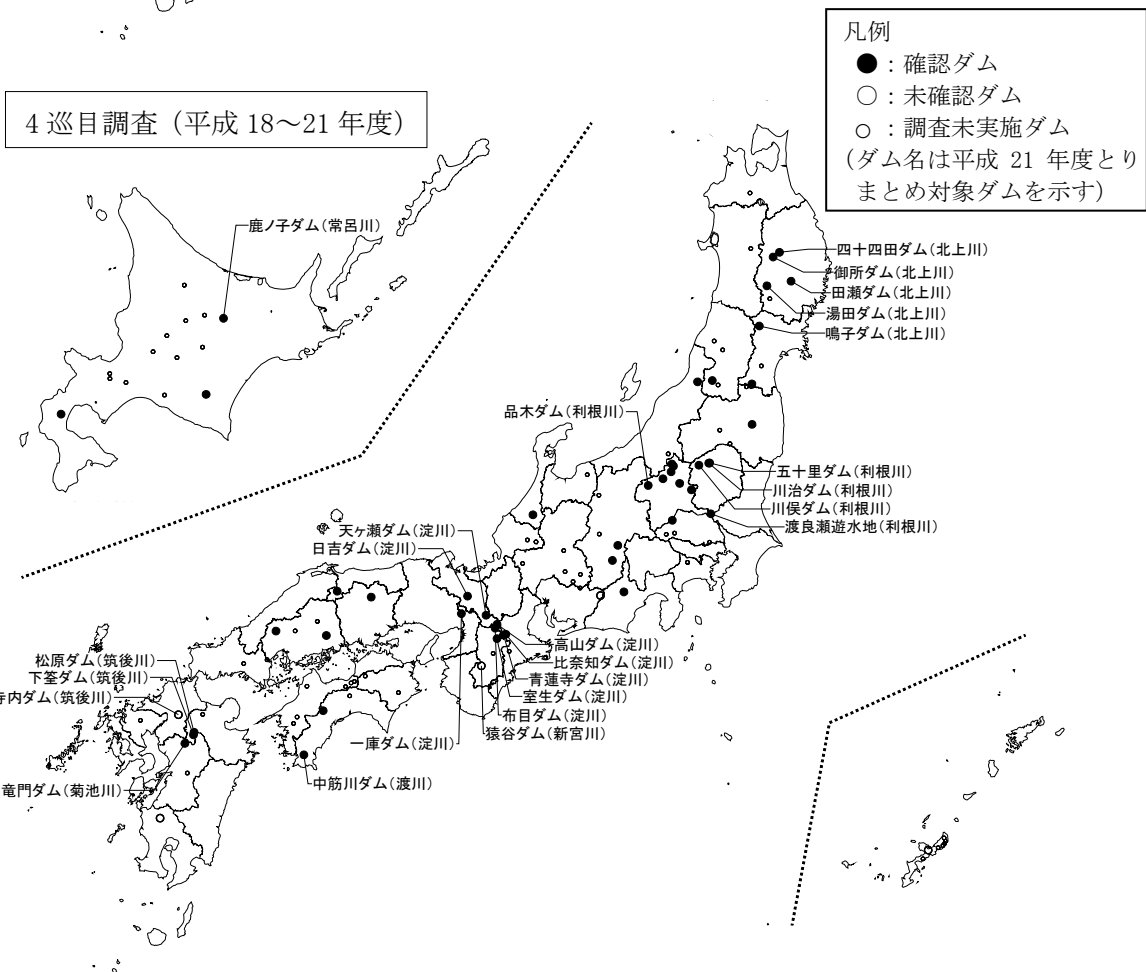 凡例
●：確認ダム
○：未確認ダム
○：調査未実施ダム
(ダム名は平成 21 年度とり
まとめ対象ダムを示す)
4 巡目調査（平成 18～21 年度）
鹿ノ子ダム(常呂川)
四十四田ダム(北上川)
御所ダム(北上川)
田瀬ダム(北上川)
湯田ダム(北上川)
鳴子ダム(北上川)
品木ダム(利根川)
五十里ダム(利根川)
川治ダム(利根川)
川俣ダム(利根川)
渡良瀬遊水地(利根川)
天ヶ瀬ダム(淀川)
日吉ダム(淀川)
高山ダム(淀川)
比奈知ダム(淀川)
青蓮寺ダム(淀川)
室生ダム(淀川)
布目ダム(淀川)
猿谷ダム(新宮川)
一庫ダム(淀川)
松原ダム(筑後川)
下筌ダム(筑後川)
寺内ダム(筑後川)
竜門ダム(菊池川)
中筋川ダム(渡川)